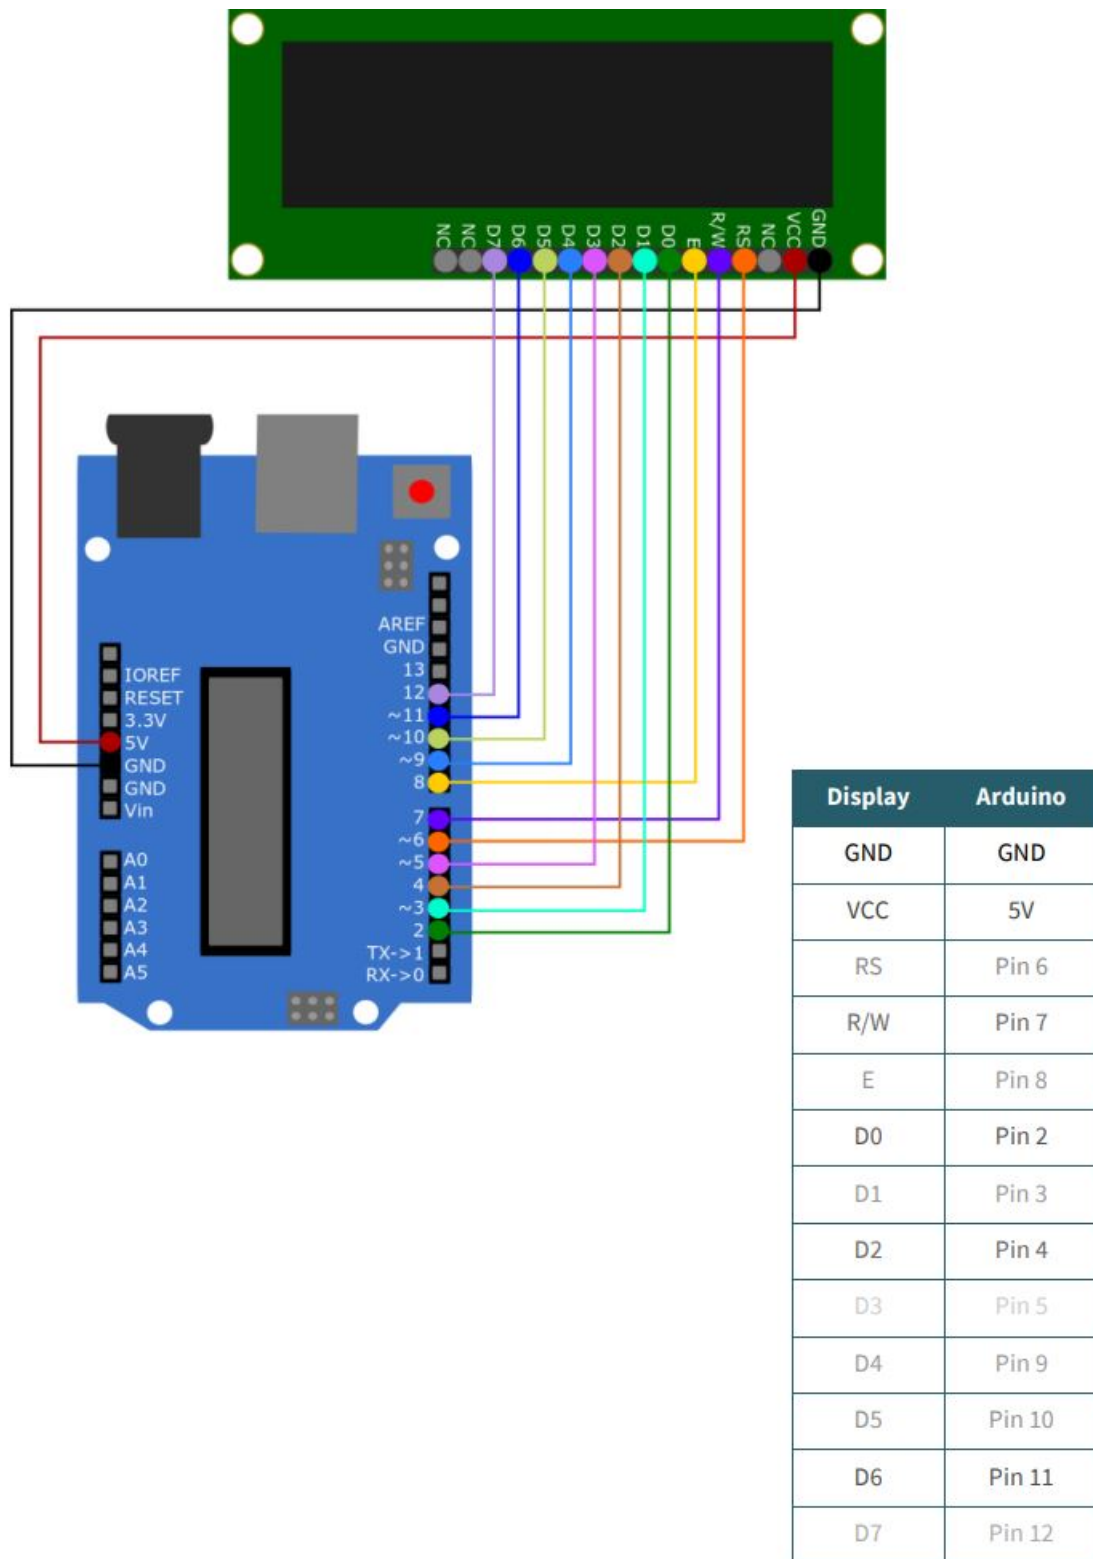 NC NC D7 D6 D5 D4 D3 D2 D1 D0 E R/W RS NC VCC GND
AREF
GND
13
12
~11
~10
~9
8
7
~6
~5
4
~3
2
TX->1
RX->0
IOREF
RESET
3.3V
5V
GND
GND
Vin
A0
A1
A2
A3
A4
A5
Display Arduino
GND GND
VCC 5V
RS Pin 6
R/W Pin 7
E Pin 8
D0 Pin 2
D1 Pin 3
D2 Pin 4
D3 Pin 5
D4 Pin 9
D5 Pin 10
D6 Pin 11
D7 Pin 12